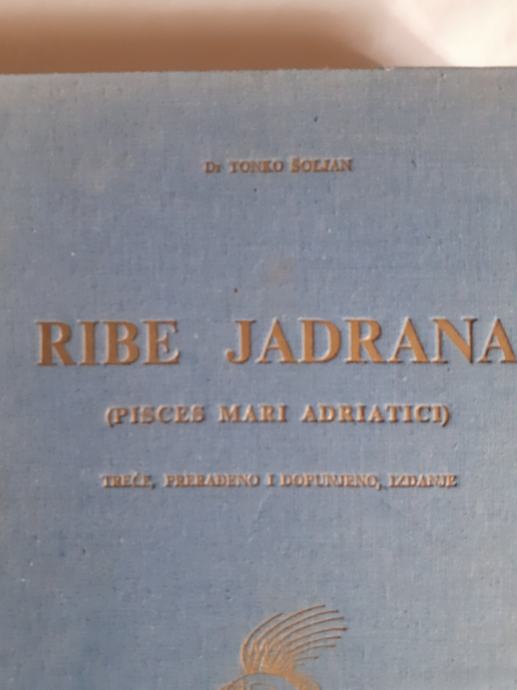 Dr TONKO ŠOLJAN
RIBE JADRANA
(PISCES MARI ADRIATICI)
TREĆE, PRERAĐENO I DOPUNJENO, IZDANJE